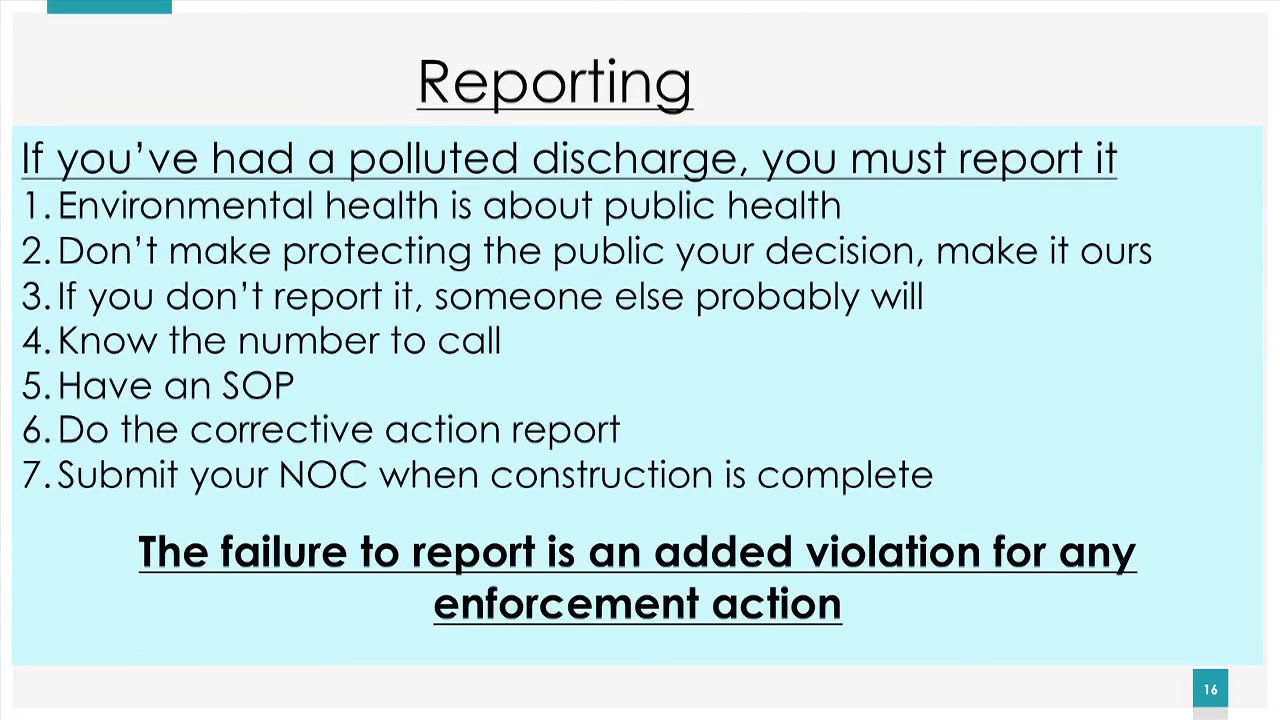 Reporting
If you've had a polluted discharge, you must report it
1. Environmental health is about public health
2. Don't make protecting the public your decision, make it ours
3. If you don't report it, someone else probably will
4. Know the number to call
5. Have an SOP
6. Do the corrective action report
7. Submit your NOC when construction is complete
The failure to report is an added violation for any
enforcement action
16